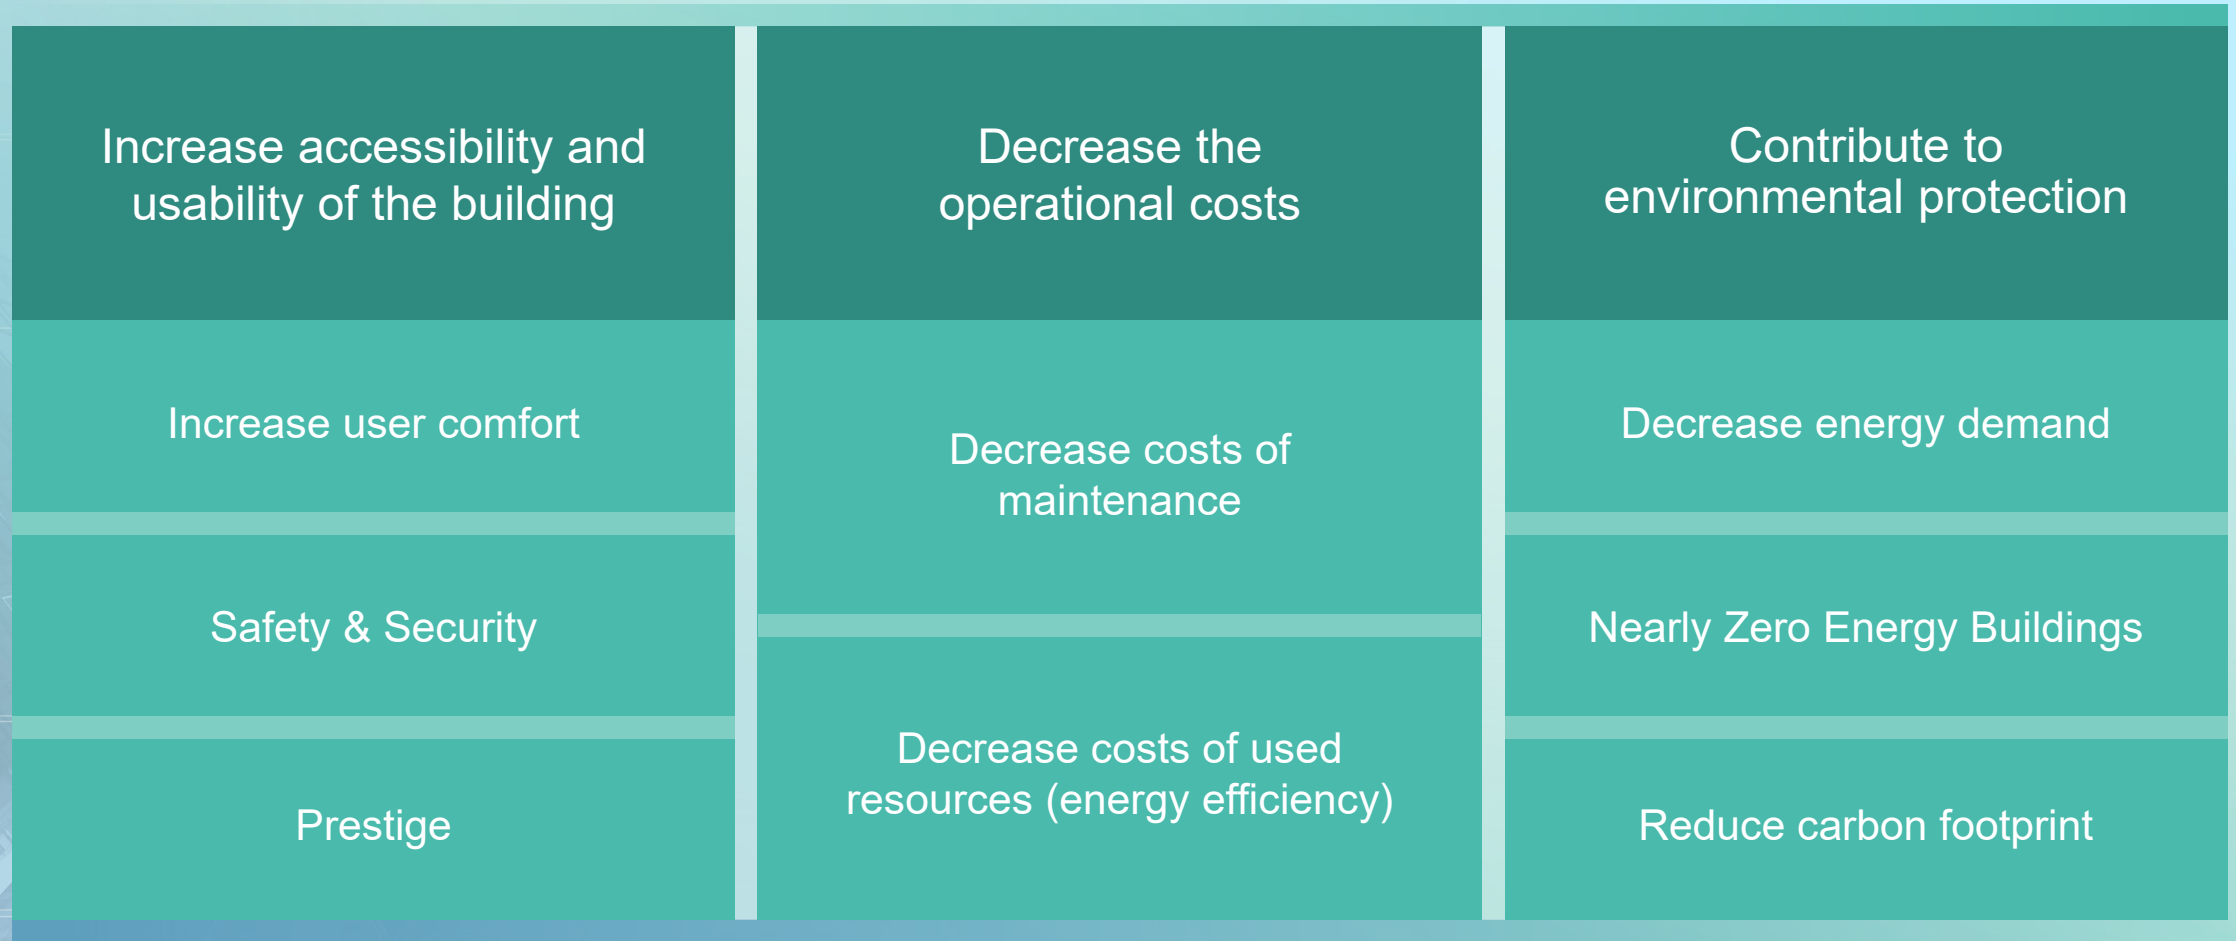 Increase accessibility and
usability of the building
Increase user comfort
Safety & Security
Prestige
Decrease the
operational costs
Decrease costs of
maintenance
Decrease costs of used
resources (energy efficiency)
Contribute to
environmental protection
Decrease energy demand
Nearly Zero Energy Buildings
Reduce carbon footprint